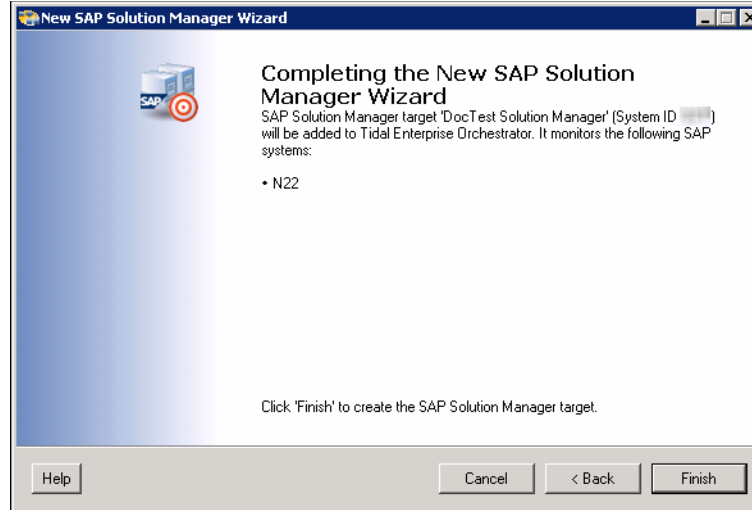 New SAP Solution Manager Wizard
SAP
Completing the New SAP Solution
Manager Wizard
SAP Solution Manager target 'DocTest Solution Manager' (System ID )
will be added to Tidal Enterprise Orchestrator. It monitors the following SAP
systems:
• N22
Click 'Finish' to create the SAP Solution Manager target.
Help
Cancel
< Back
Finish